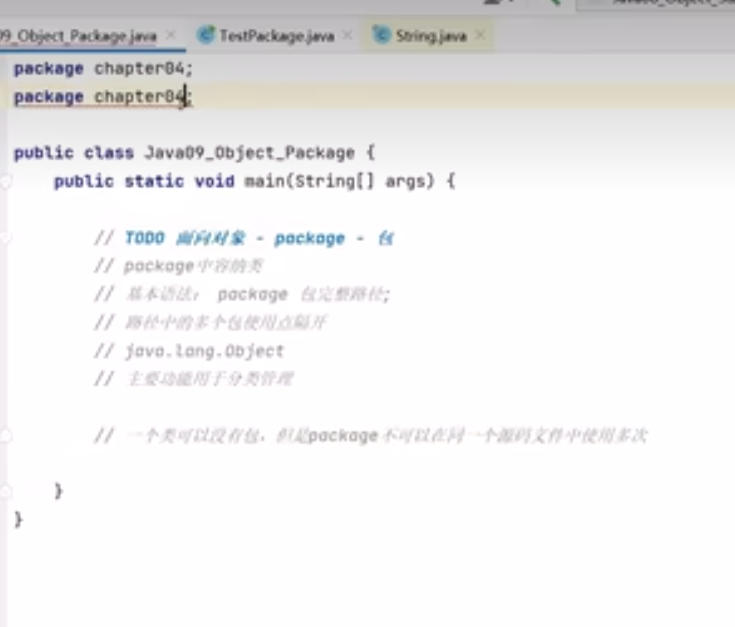 09_Object_Package.java × TestPackage.java × String.java ×
package chapter04;
package chapter04;
public class Java09_Object_Package {
public static void main(String[] args) {
// TODO 面向对象 - package - 包
// package中容纳类
// 基本语法: package 包完整路径;
// 路径中的多个包使用点隔开
// java.lang.Object
// 主要功能用于分类管理
// 一个类可以没有包，但是package不可以在同一个源码文件中使用多次
}
}